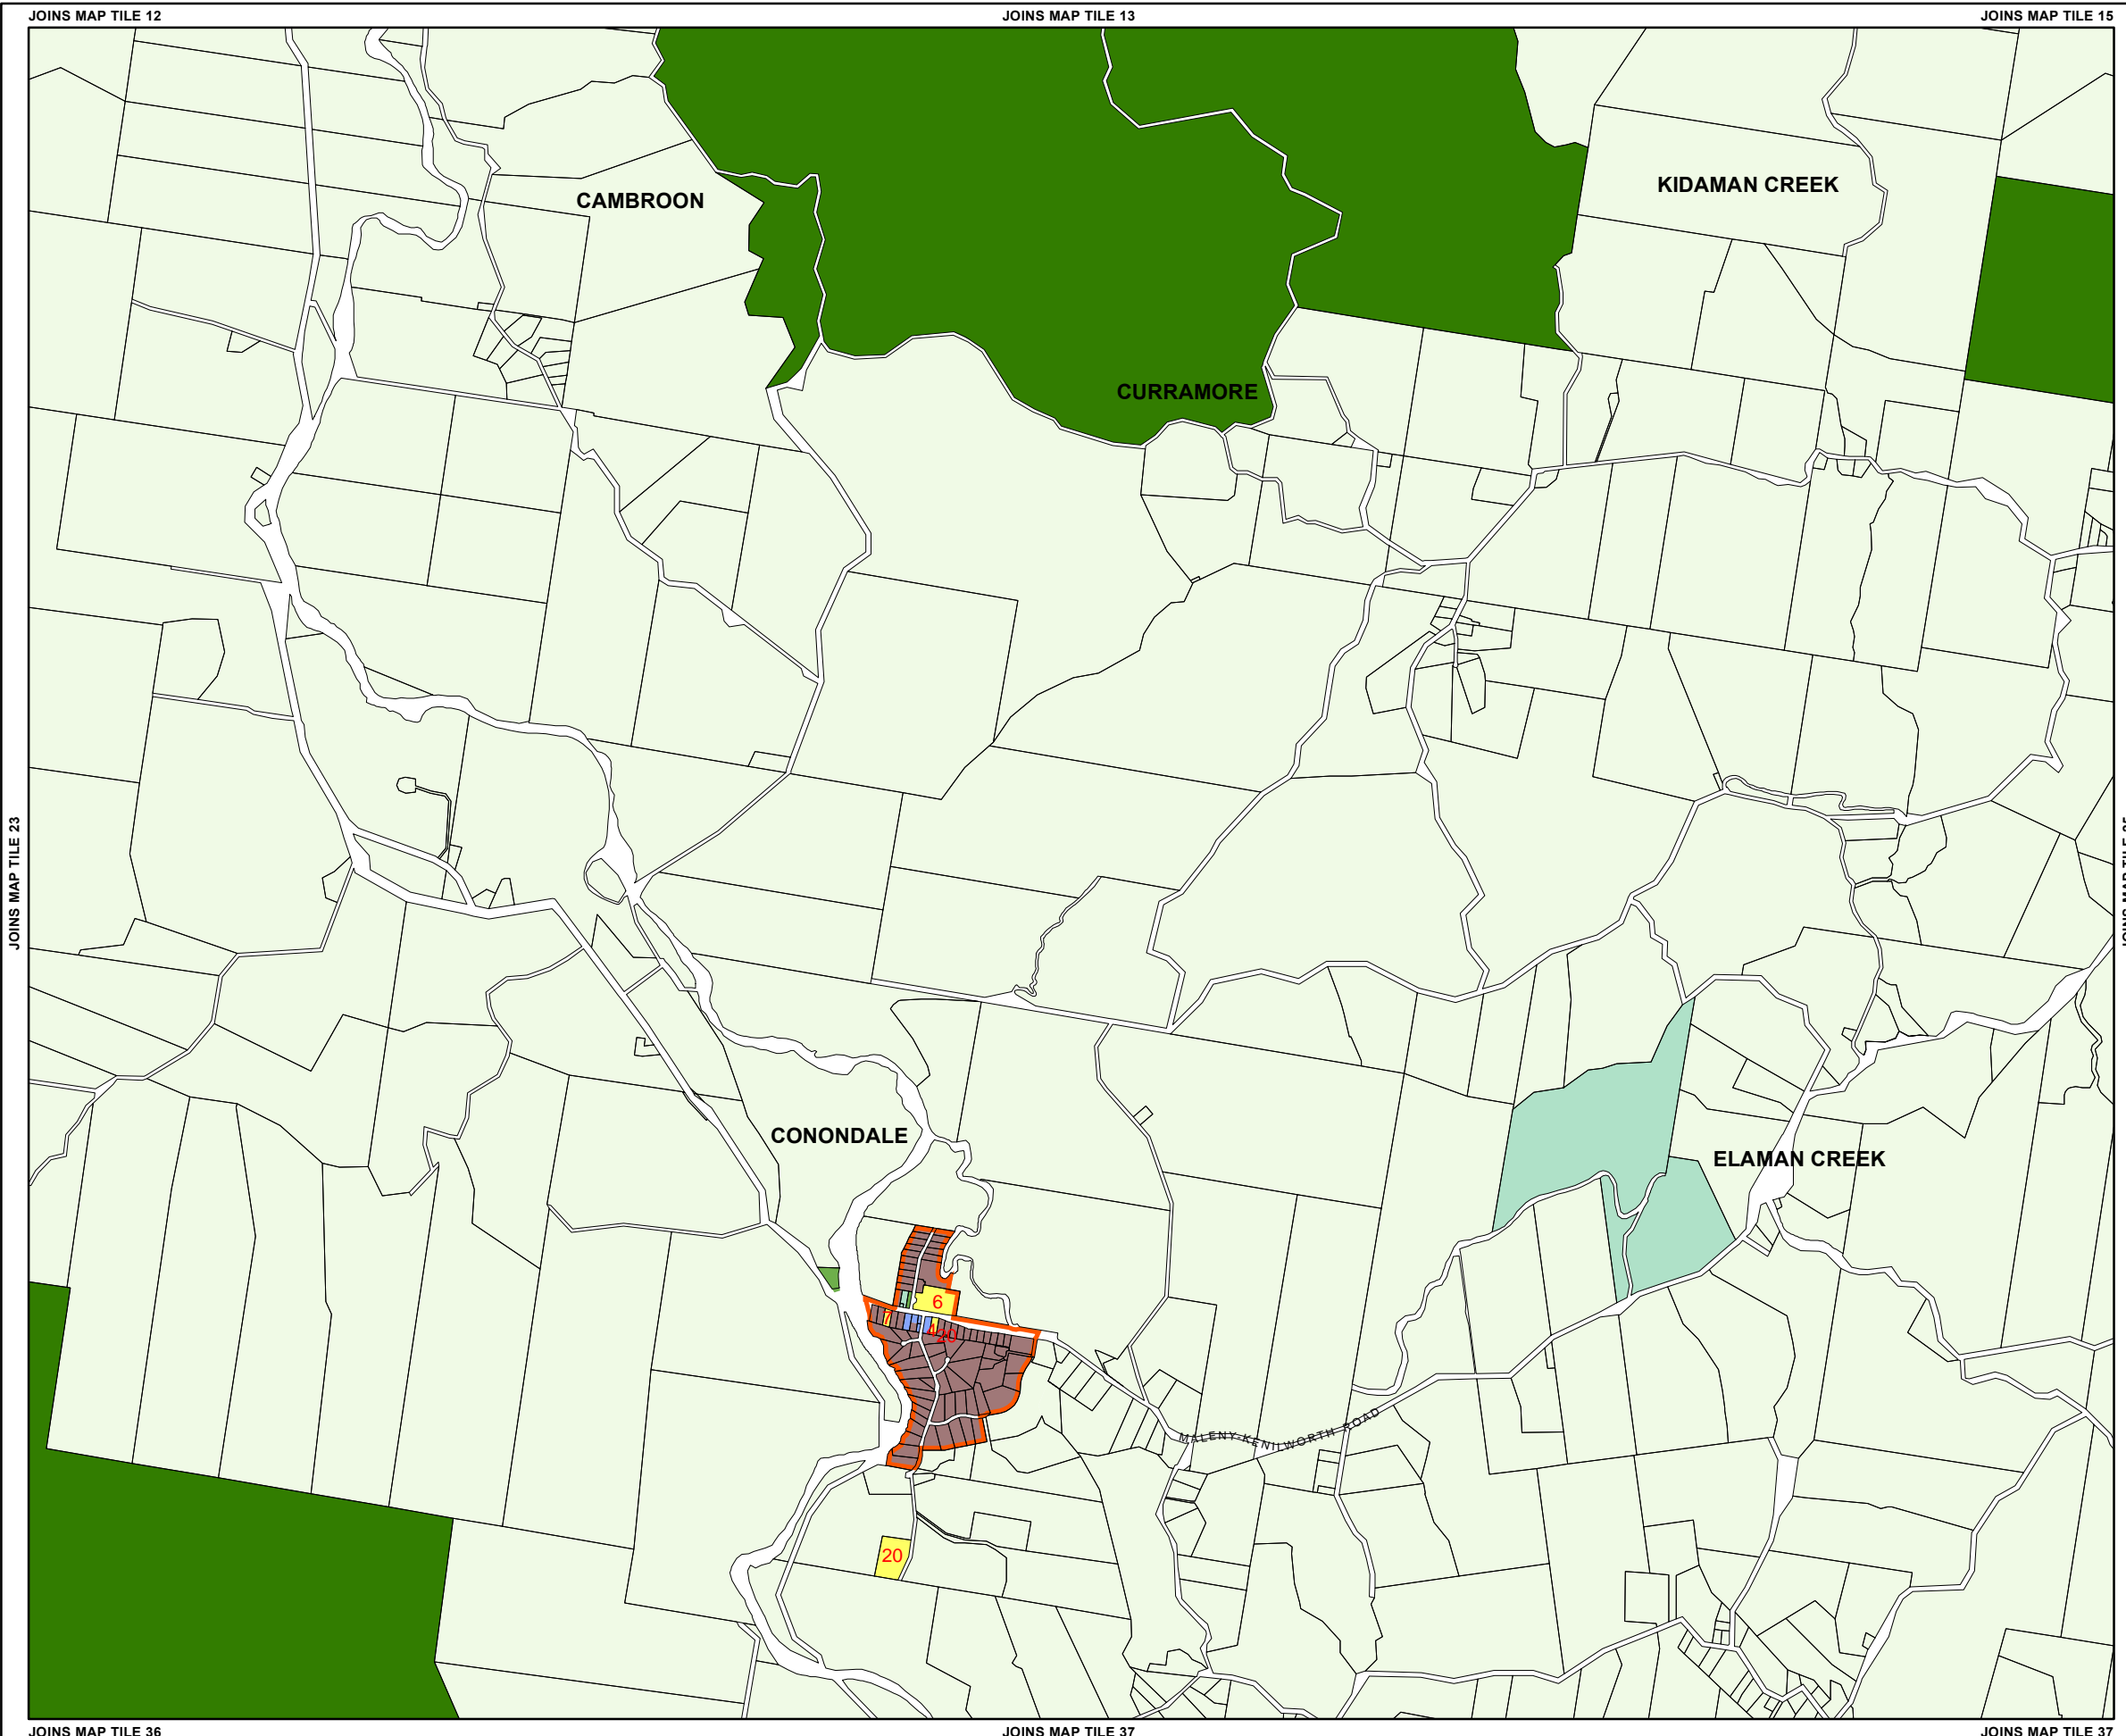 JOINS MAP TILE 12
JOINS MAP TILE 13
JOINS MAP TILE 15
KIDAMAN CREEK
CAMBROON
CURRAMORE
JOINS MAP TILE 23
CONONDALE
ELAMAN CREEK
6
7
20
MALENY-KENILWORTH ROAD
20
JOINS MAP TILE 36
JOINS MAP TILE 37
JOINS MAP TILE 37